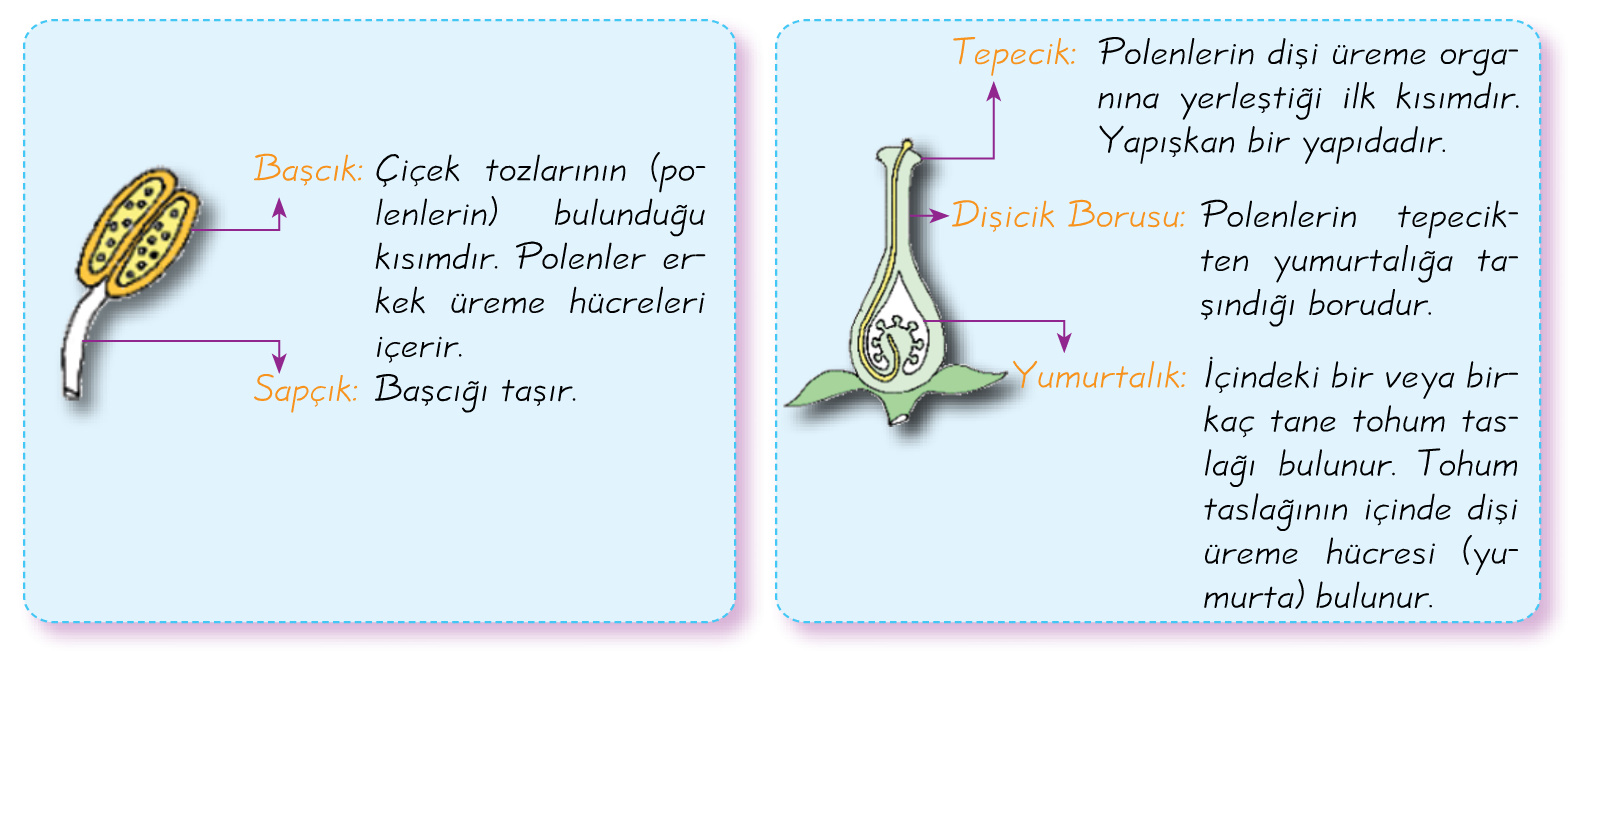 Başcık: Çiçek tozlarının (po-
lenlerin) bulunduğu
kısımdır. Polenler er-
kek üreme hücreleri
içerir.
Sapçık: Başcığı taşır.
Tepecik: Polenlerin dişi üreme orga-
nına yerleştiği ilk kısımdır.
Yapışkan bir yapıdadır.
Dişicik Borusu: Polenlerin tepecik-
ten yumurtalığa ta-
şındığı borudur.
Yumurtalık: İçindeki bir veya bir-
kaç tane tohum tas-
lağı bulunur. Tohum
taslağının içinde dişi
üreme hücresi (yu-
murta) bulunur.